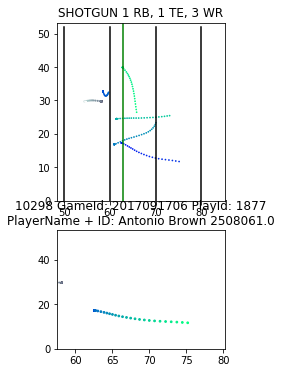 SHOTGUN 1 RB, 1 TE, 3 WR
50
40
30
20
10
0
50 60 70 80
10298 GameId: 2017091706 PlayId: 1877
PlayerName + ID: Antonio Brown 2508061.0
40
20
0
60 65 70 75 80